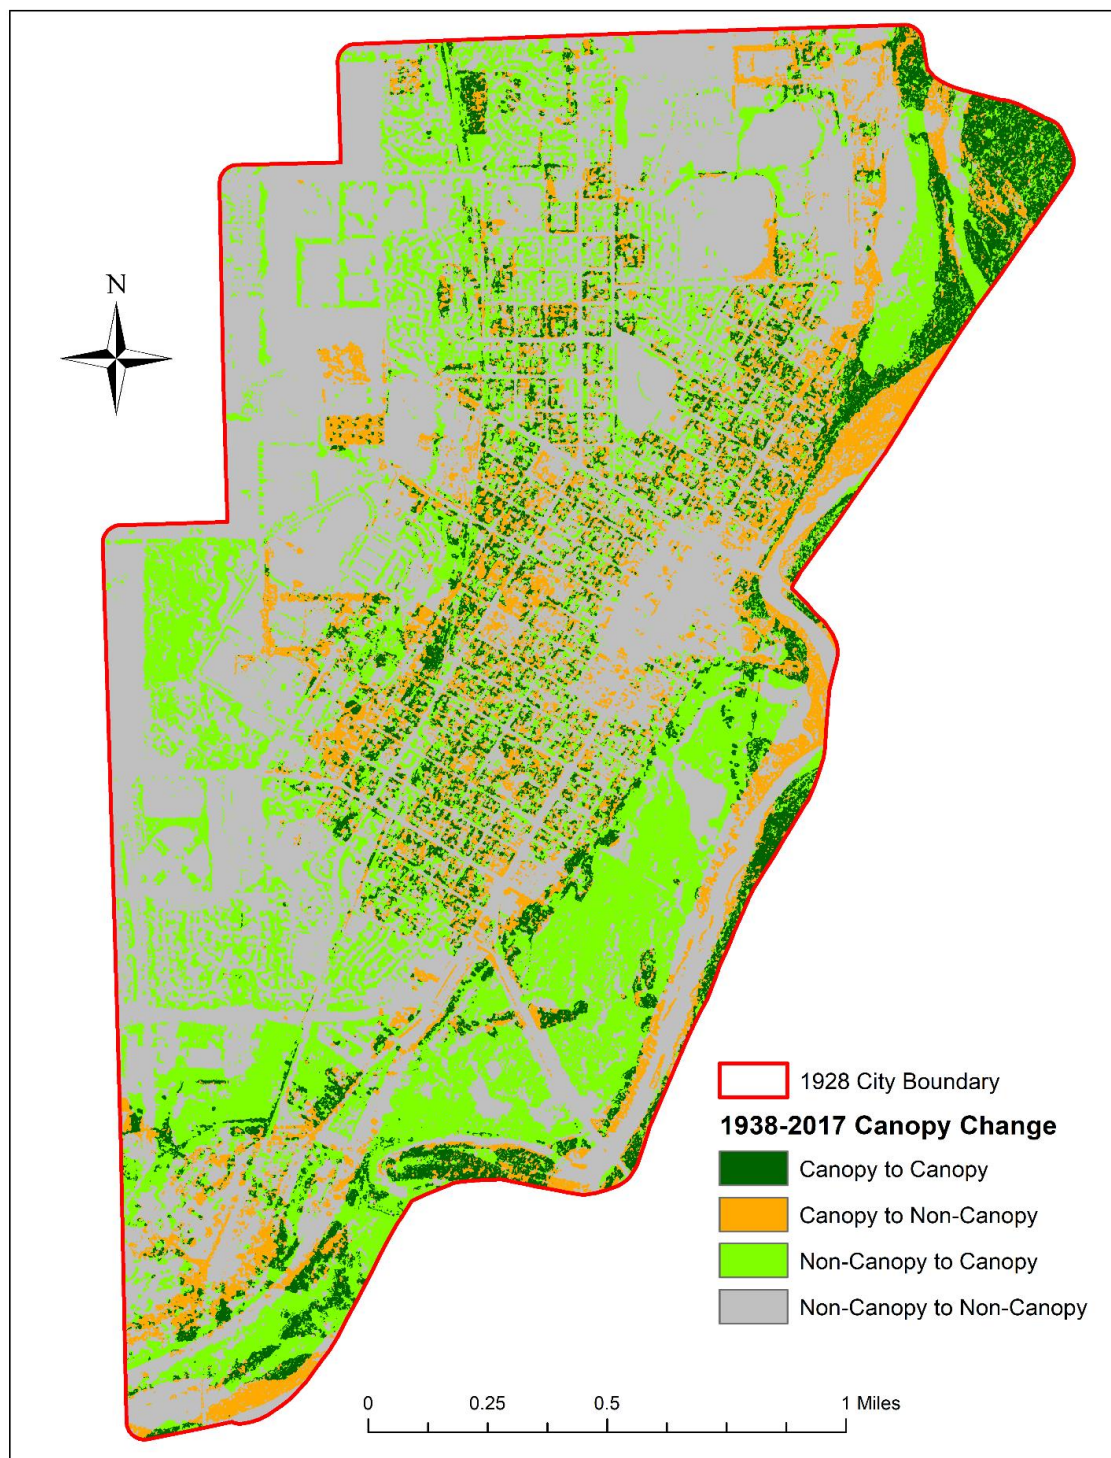 N
1928 City Boundary
1938-2017 Canopy Change
Canopy to Canopy
Canopy to Non-Canopy
Non-Canopy to Canopy
Non-Canopy to Non-Canopy
0 0.25 0.5 1 Miles